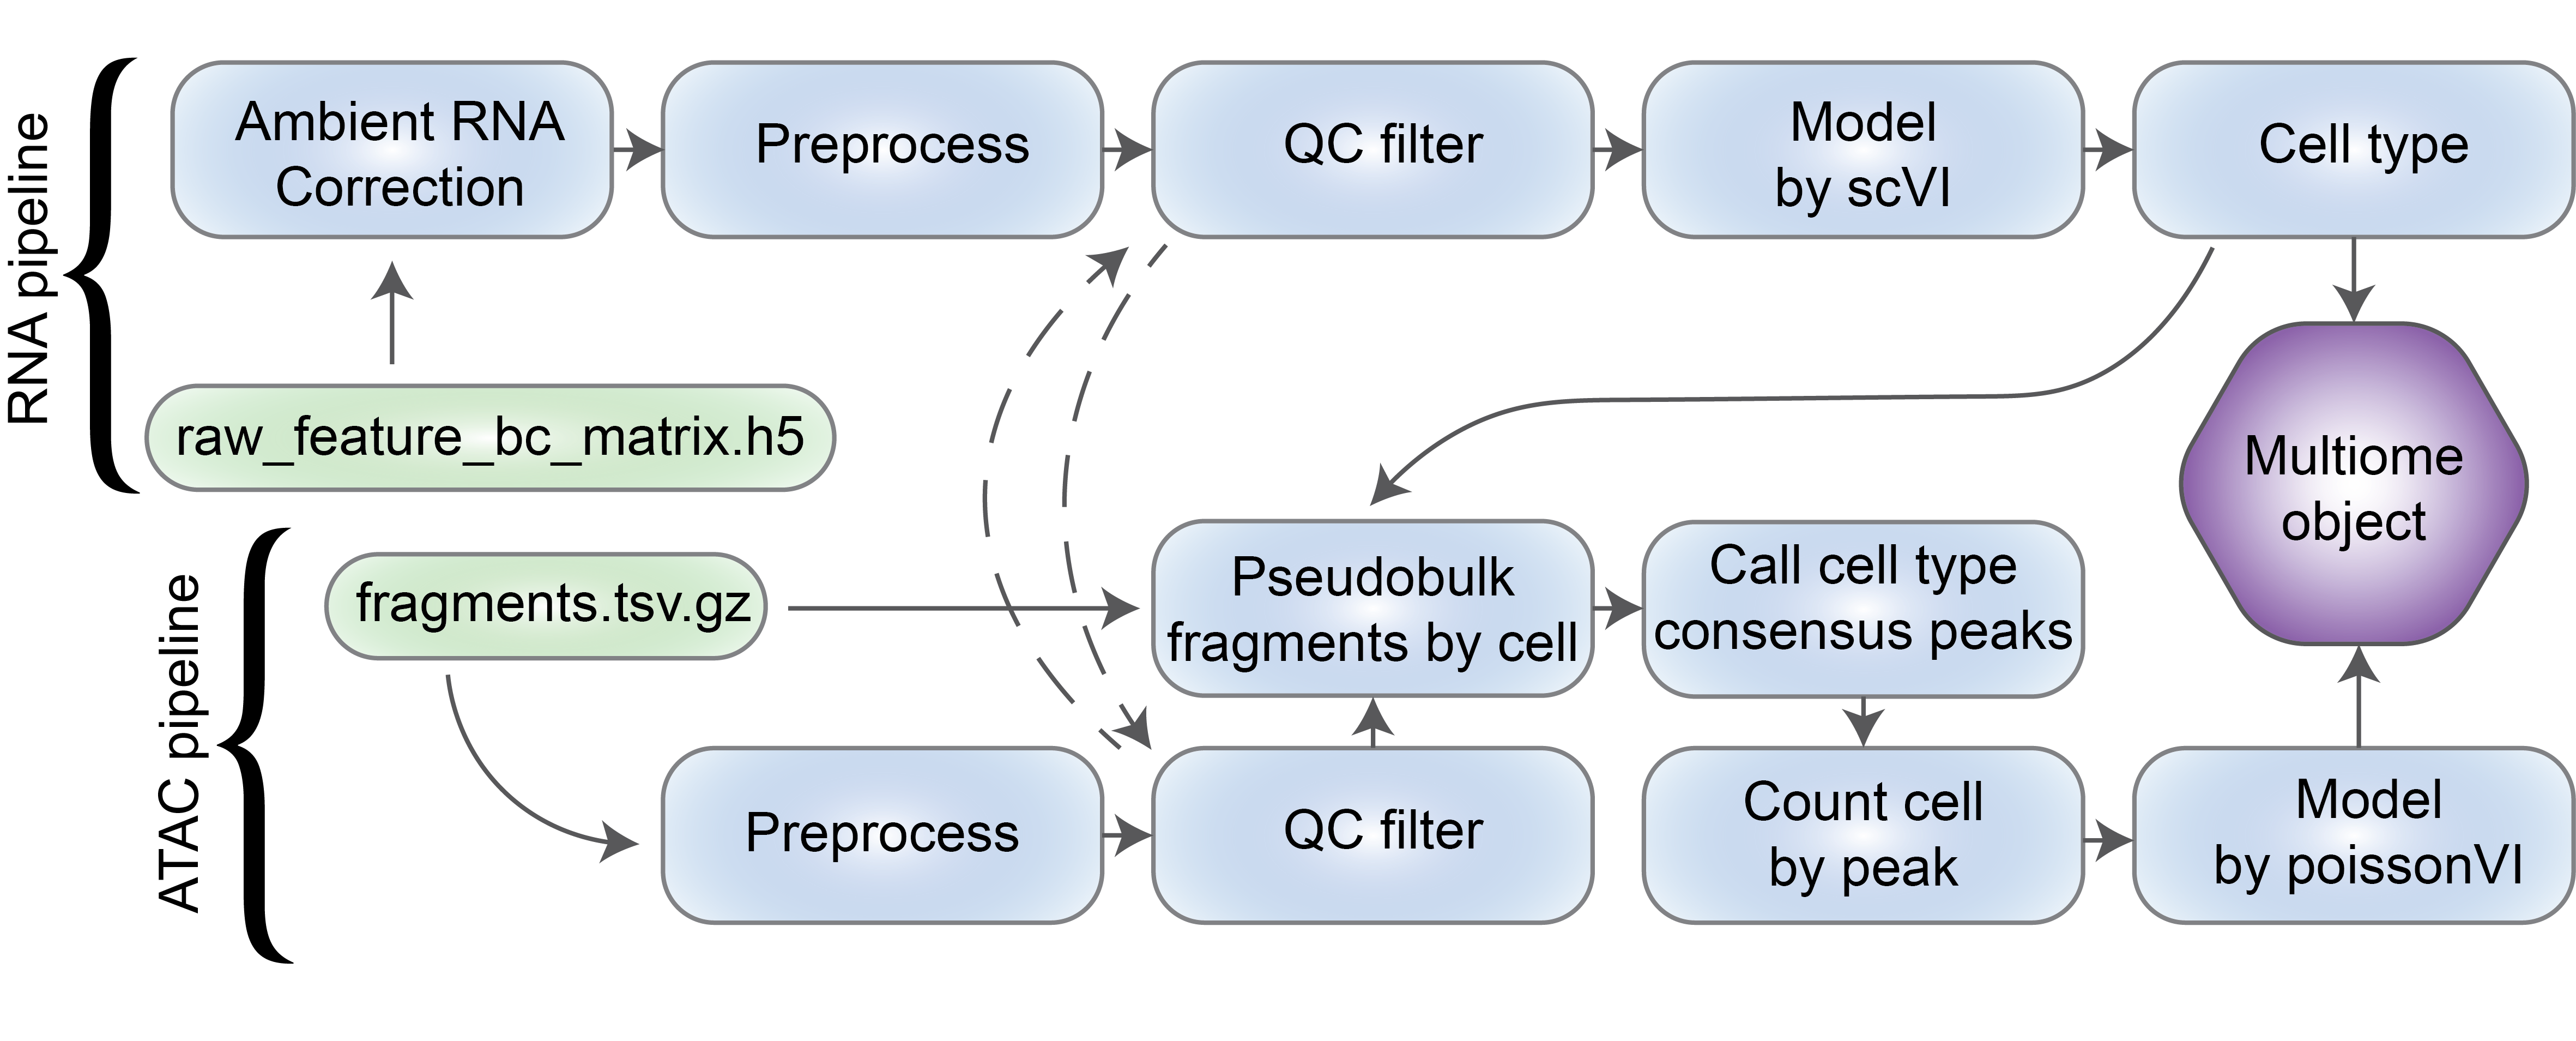 RNA pipeline
Ambient RNA
Correction
Preprocess
QC filter
Model
by scVI
Cell type
raw_feature_bc_matrix.h5
Multiome
object
ATAC pipeline
fragments.tsv.gz
Pseudobulk
fragments by cell
Call cell type
consensus peaks
Preprocess
QC filter
Count cell
by peak
Model
by poissonVI